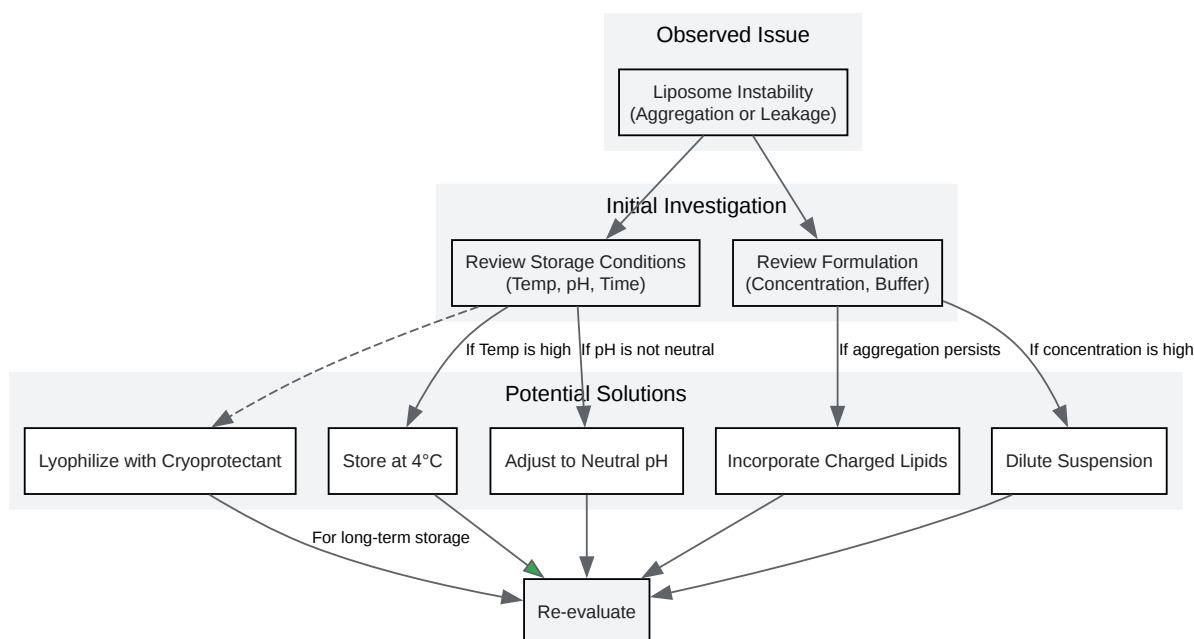 Observed Issue
Liposome Instability
(Aggregation or Leakage)
Initial Investigation
Review Storage Conditions
(Temp, pH, Time)
Review Formulation
(Concentration, Buffer)
If Temp is high
If pH is not neutral
If aggregation persists
If concentration is high
Potential Solutions
Lyophilize with Cryoprotectant
Store at 4°C
Adjust to Neutral pH
Incorporate Charged Lipids
Dilute Suspension
For long-term storage
Re-evaluate